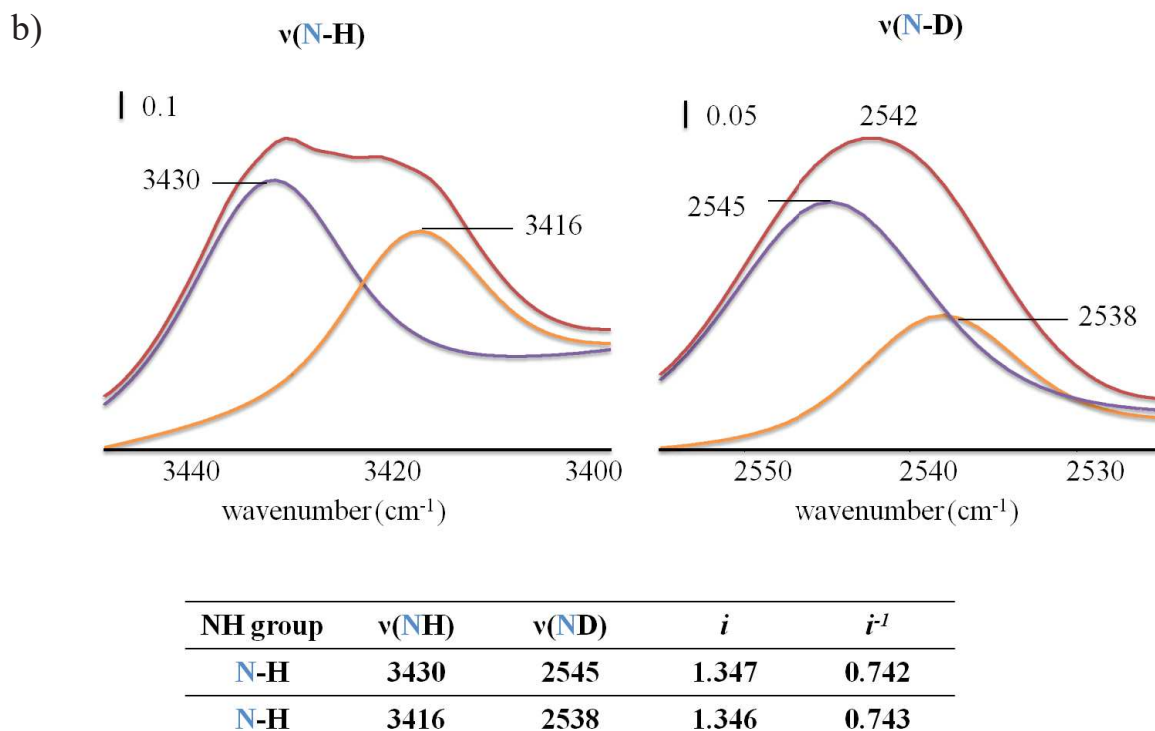 b)
ν(N-H)
ν(N-D)
0.1
3430
3416
3440 3420 3400
wavenumber (cm-1)
0.05
2542
2545
2538
2550 2540 2530
wavenumber (cm-1)
NH group ν(NH) ν(ND) i i-1
N-H 3430 2545 1.347 0.742
N-H 3416 2538 1.346 0.743